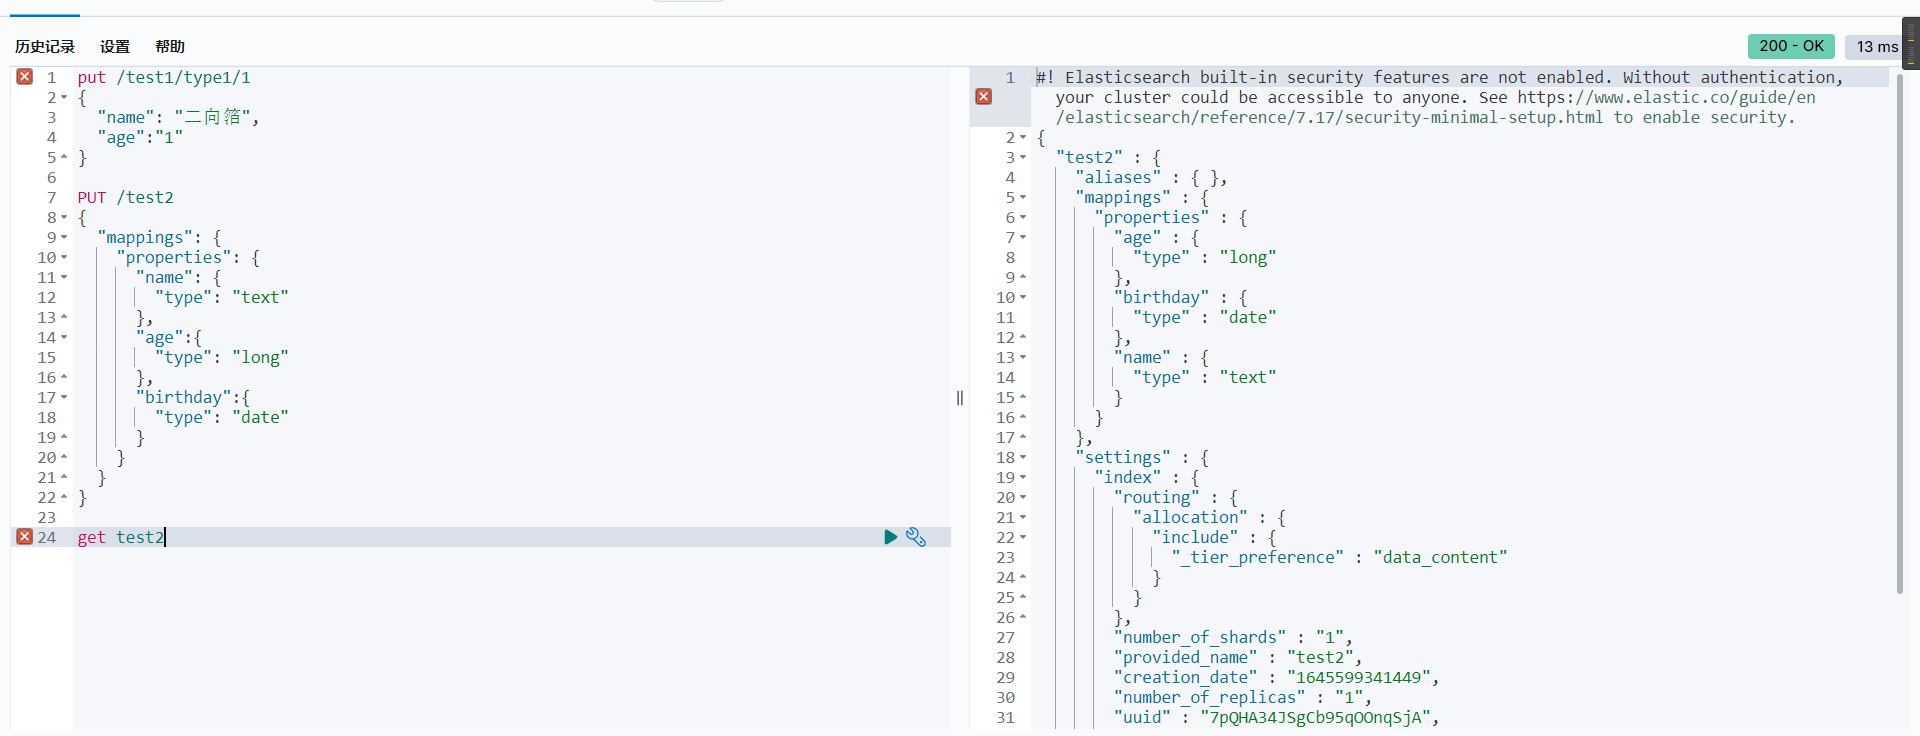 历史记录 设置 帮助
200 - OK
13 ms
1 put /test1/type1/1
2 {
3 "name": "二向箔",
4 "age":"1"
5 }
6
7 PUT /test2
8 {
9 "mappings": {
10 "properties": {
11 "name": {
12 "type": "text"
13 },
14 "age":{
15 "type": "long"
16 },
17 "birthday":{
18 "type": "date"
19 }
20 }
21 }
22 }
23
24 get test2
1 #! Elasticsearch built-in security features are not enabled. Without authentication,
your cluster could be accessible to anyone. See https://www.elastic.co/guide/en
/elasticsearch/reference/7.17/security-minimal-setup.html to enable security.
2 {
3 "test2" : {
4 "aliases" : { },
5 "mappings" : {
6 "properties" : {
7 "age" : {
8 "type" : "long"
9 },
10 "birthday" : {
11 "type" : "date"
12 },
13 "name" : {
14 "type" : "text"
15 }
16 }
17 },
18 "settings" : {
19 "index" : {
20 "routing" : {
21 "allocation" : {
22 "include" : {
23 "_tier_preference" : "data_content"
24 }
25 }
26 },
27 "number_of_shards" : "1",
28 "provided_name" : "test2",
29 "creation_date" : "1645599341449",
30 "number_of_replicas" : "1",
31 "uuid" : "7pQHA34JSgCb95qOOnqSjA",